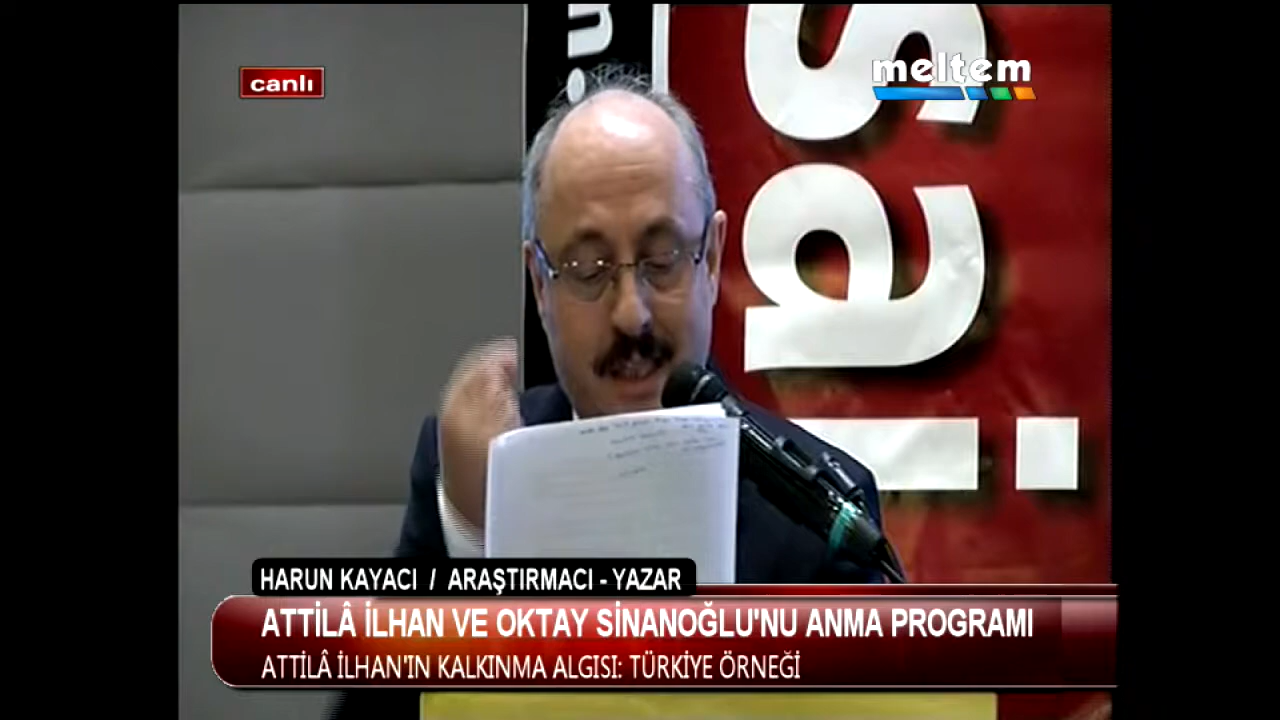 canlı
meltem
sai
HARUN KAYACI / ARAŞTIRMACI - YAZAR
ATTİLÂ İLHAN VE OKTAY SİNANOĞLU'NU ANMA PROGRAMI
ATTİLÂ İLHAN'IN KALKINMA ALGISI: TÜRKİYE ÖRNEĞİ